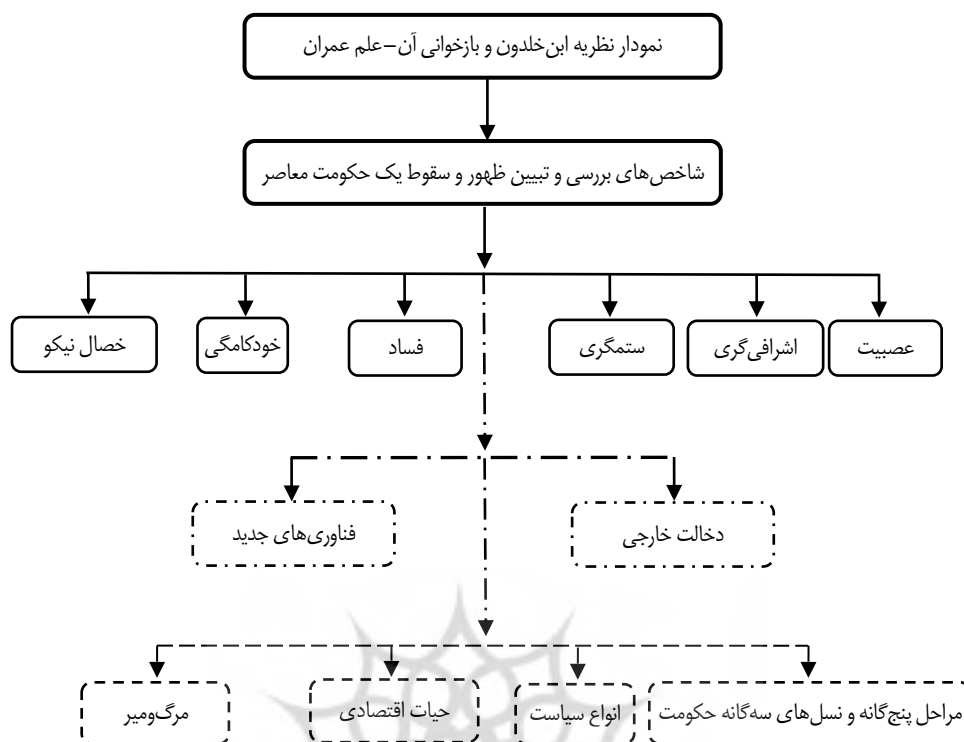 نمودار نظریه ابن‌خلدون و بازخوانی آن–علم عمران
شاخص‌های بررسی و تبیین ظهور و سقوط یک حکومت معاصر
عصبیت
اشرافی‌گری
ستمگری
فساد
خودکامگی
خصال نیکو
دخالت خارجی
فناوری‌های جدید
مراحل پنج‌گانه و نسل‌های سه‌گانه حکومت
انواع سیاست
حیات اقتصادی
مرگ‌ومیر